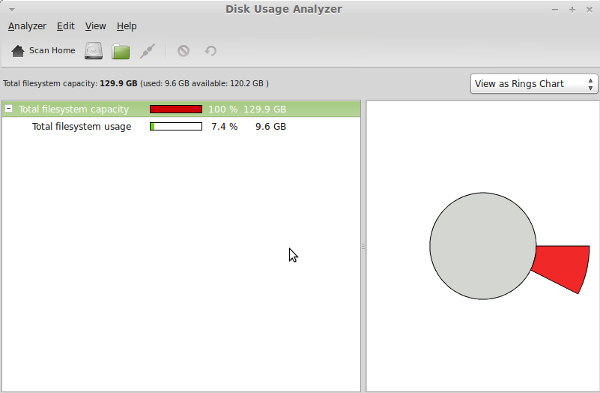 Disk Usage Analyzer
Analyzer Edit View Help
Scan Home
Total filesystem capacity: 129.9 GB (used: 9.6 GB available: 120.2 GB )
View as Rings Chart
Total filesystem capacity 100 % 129.9 GB
Total filesystem usage 7.4 % 9.6 GB